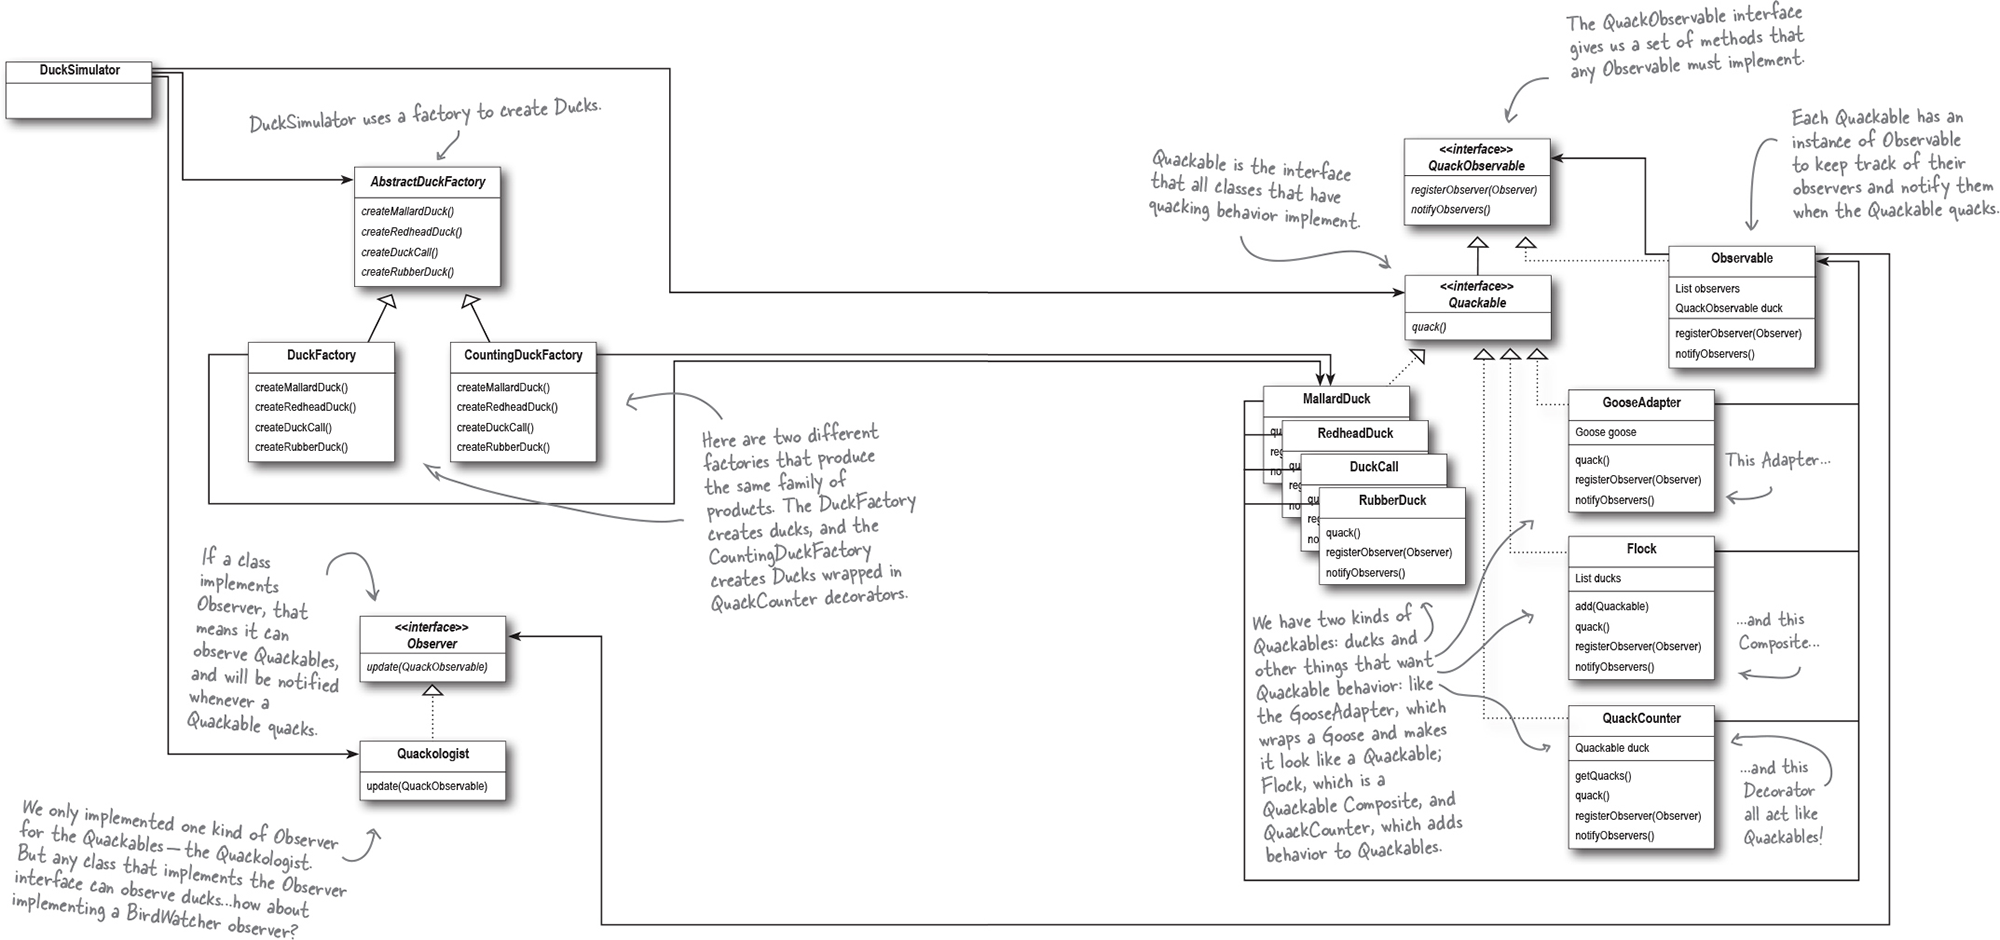 DuckSimulator
DuckSimulator uses a factory to create Ducks.
AbstractDuckFactory
createMallardDuck()
createRedheadDuck()
createDuckCall()
createRubberDuck()
DuckFactory
createMallardDuck()
createRedheadDuck()
createDuckCall()
createRubberDuck()
CountingDuckFactory
createMallardDuck()
createRedheadDuck()
createDuckCall()
createRubberDuck()
Here are two different
factories that produce
the same family of
products. The DuckFactory
creates ducks, and the
CountingDuckFactory
creates Ducks wrapped in
QuackCounter decorators.
If a class
implements
Observer, that
means it can
observe Quackables,
and will be notified
whenever a
Quackable quacks.
<<interface>>
Observer
update(QuackObservable)
Quackologist
update(QuackObservable)
We only implemented one kind of Observer
for the Quackables—the Quackologist.
But any class that implements the Observer
interface can observe ducks...how about
implementing a BirdWatcher observer?
The QuackObservable interface
gives us a set of methods that
any Observable must implement.
Quackable is the interface
that all classes that have
quacking behavior implement.
<<interface>>
QuackObservable
registerObserver(Observer)
notifyObservers()
Each Quackable has an
instance of Observable
to keep track of their
observers and notify them
when the Quackable quacks.
<<interface>>
Quackable
quack()
Observable
List observers
QuackObservable duck
registerObserver(Observer)
notifyObservers()
MallardDuck
qu
reg
no
RedheadDuck
qu
re
no
DuckCall
qu
reg
no
RubberDuck
quack()
registerObserver(Observer)
notifyObservers()
We have two kinds of
Quackables: ducks and
other things that want
Quackable behavior: like
the GooseAdapter, which
wraps a Goose and makes
it look like a Quackable;
Flock, which is a
Quackable Composite, and
QuackCounter, which adds
behavior to Quackables.
GooseAdapter
Goose goose
quack()
registerObserver(Observer)
notifyObservers()
This Adapter...
Flock
List ducks
add(Quackable)
quack()
registerObserver(Observer)
notifyObservers()
...and this
Composite...
QuackCounter
Quackable duck
getQuacks()
quack()
registerObserver(Observer)
notifyObservers()
...and this
Decorator
all act like
Quackables!